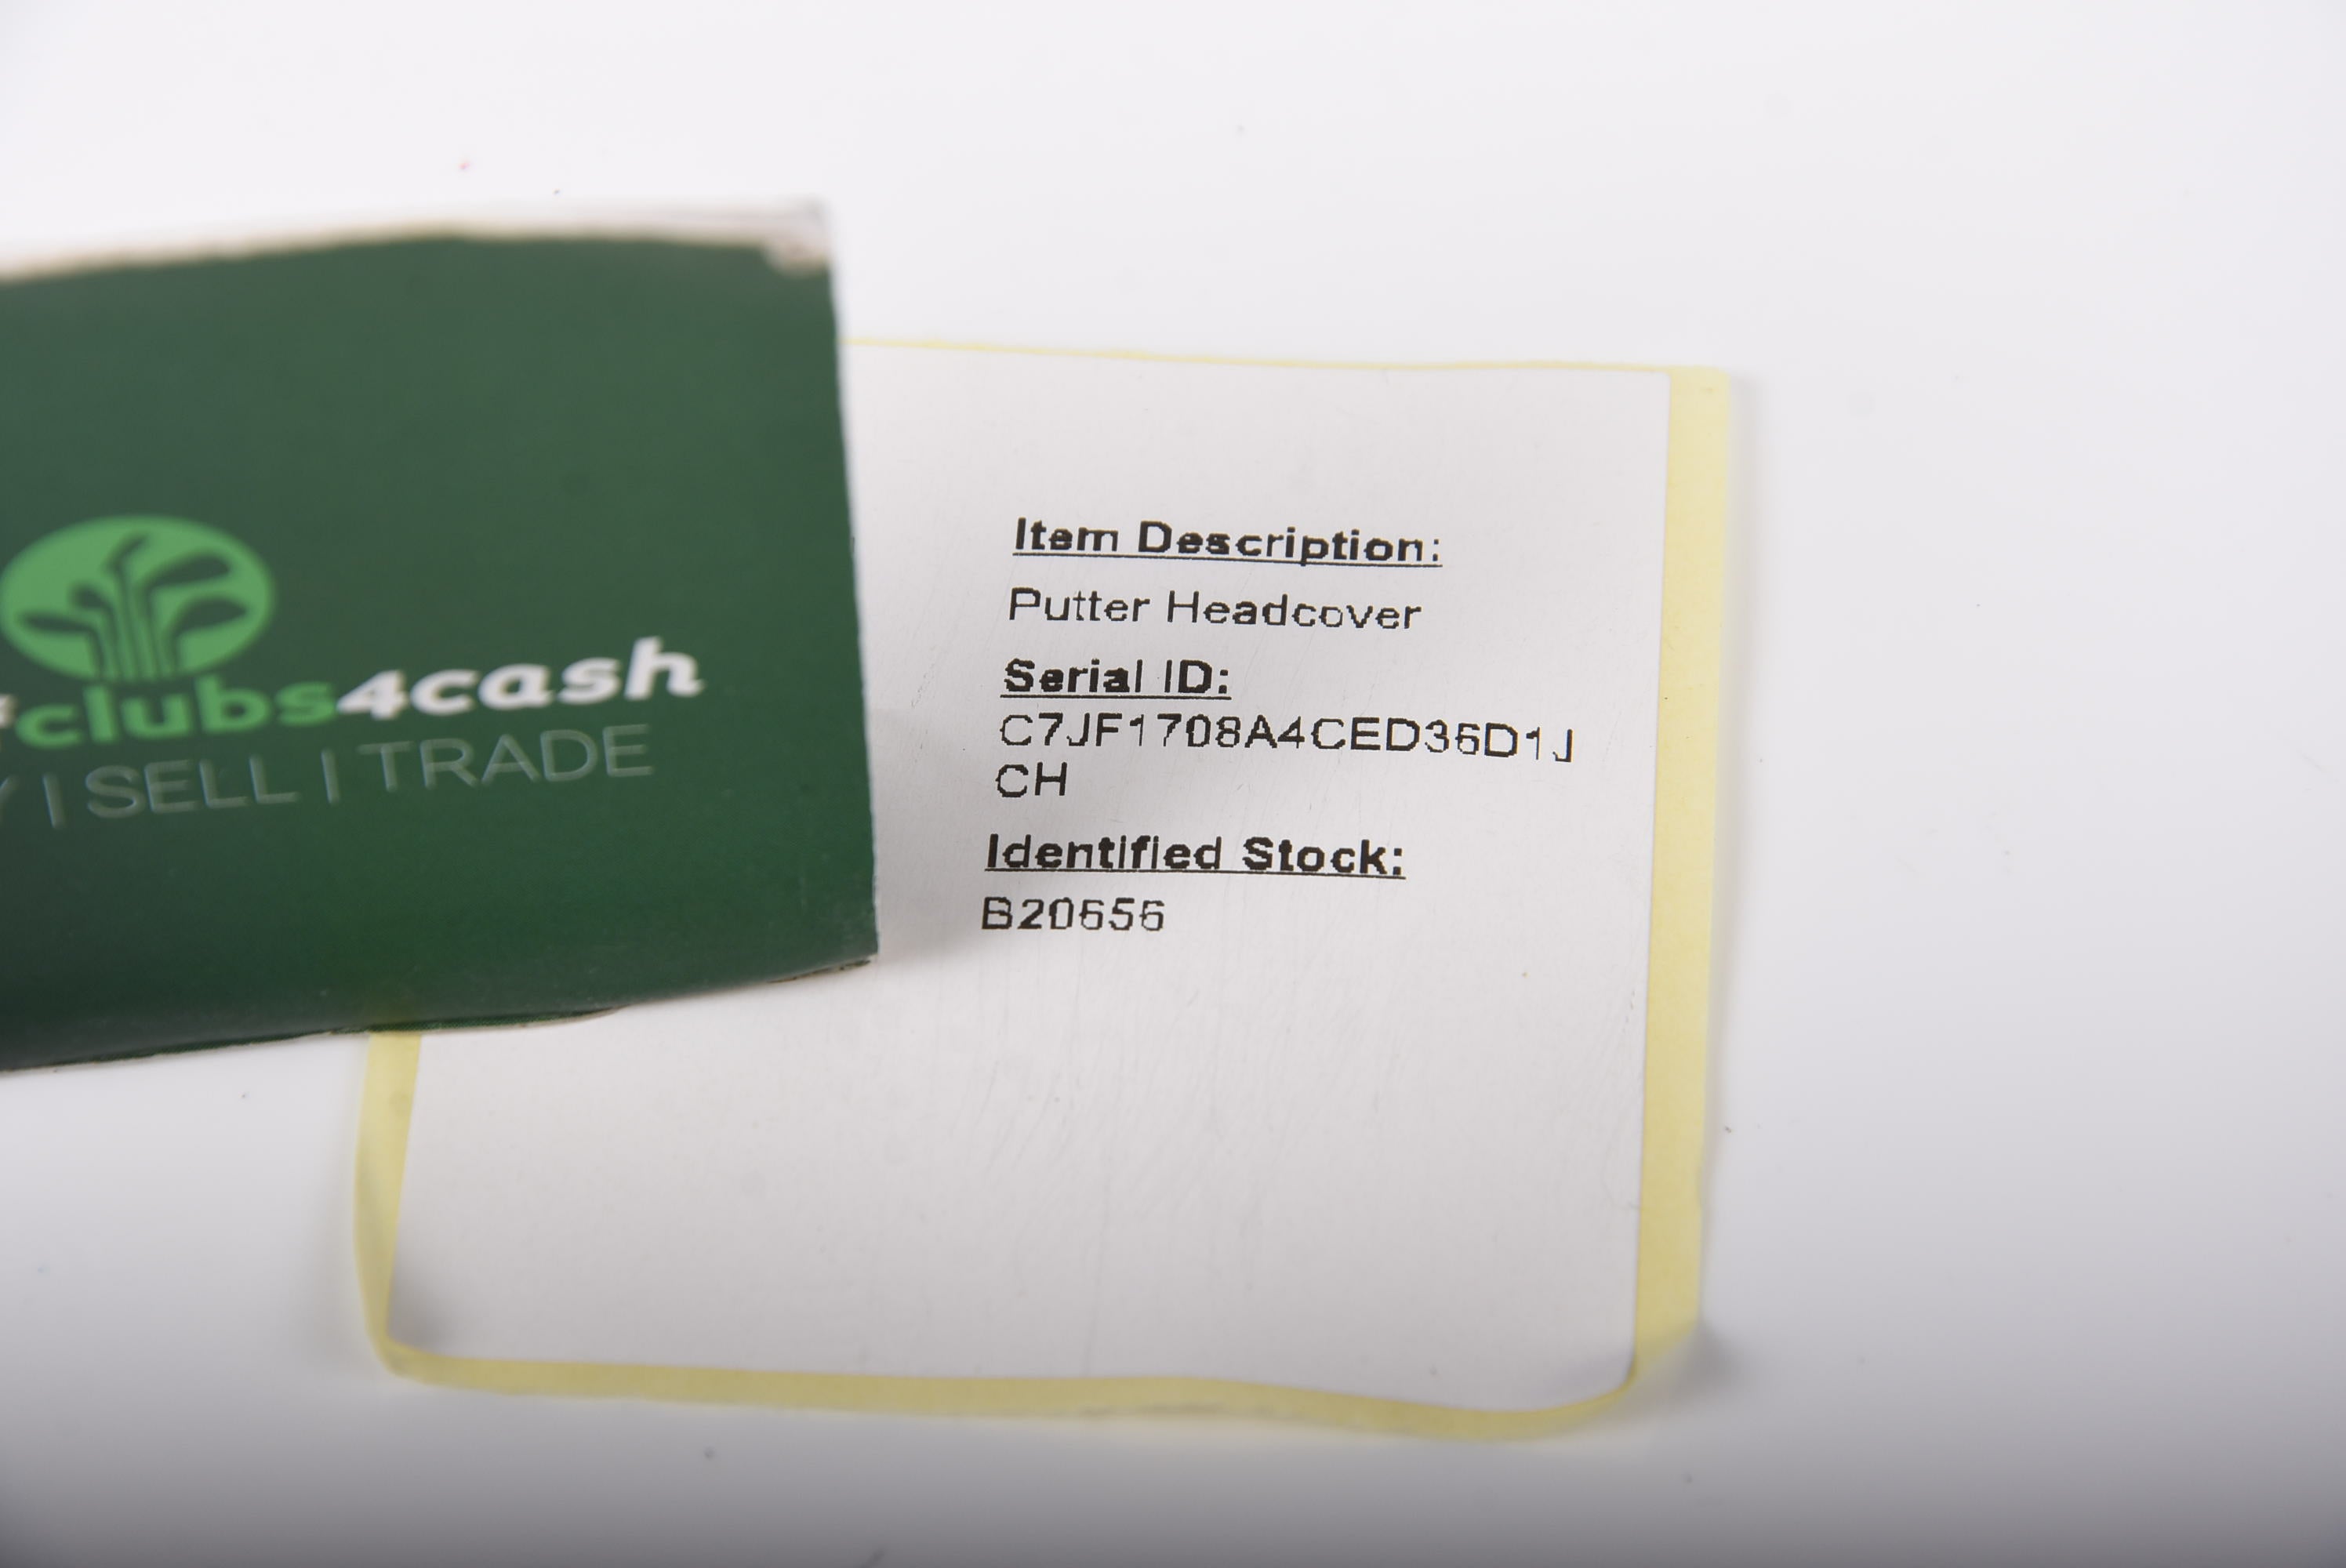 clubs4cash
| SELL | TRADE
Item Description:
Putter Headcover
Serial ID:
C7JF1708A4CED36D1J
CH
Identified Stock:
B20656